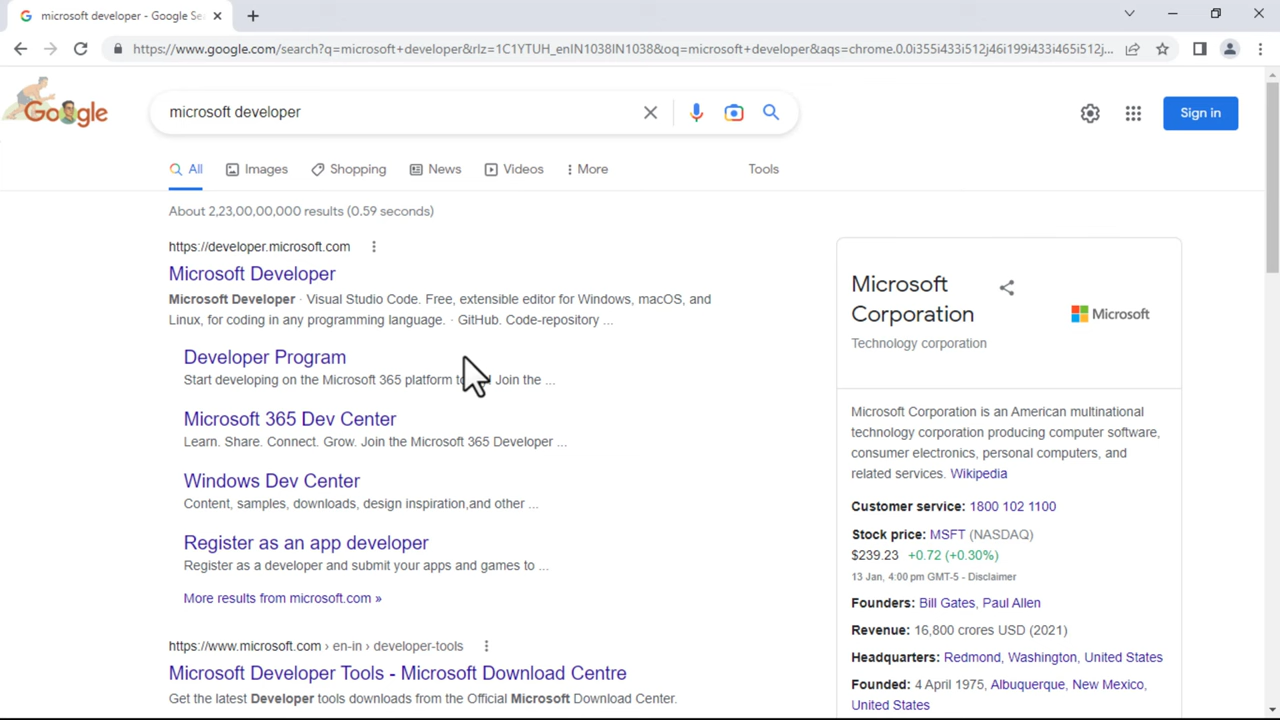 microsoft developer - Google Se
https://www.google.com/search?q=microsoft+developer&rlz=1C1YTUH_enIN1038IN1038&oq=microsoft+developer&aqs=chrome.0.0i355i433i512j46i199i433i465i512j...
Google
microsoft developer
Sign in
All Images Shopping News Videos More Tools
About 2,23,00,00,000 results (0.59 seconds)
https://developer.microsoft.com
Microsoft Developer
Microsoft Developer · Visual Studio Code. Free, extensible editor for Windows, macOS, and
Linux, for coding in any programming language. · GitHub. Code-repository ...
Developer Program
Start developing on the Microsoft 365 platform Join the ...
Microsoft 365 Dev Center
Learn. Share. Connect. Grow. Join the Microsoft 365 Developer ...
Windows Dev Center
Content, samples, downloads, design inspiration,and other ...
Register as an app developer
Register as a developer and submit your apps and games to ...
More results from microsoft.com »
https://www.microsoft.com › en-in › developer-tools
Microsoft Developer Tools - Microsoft Download Centre
Get the latest Developer tools downloads from the Official Microsoft Download Center.
Microsoft
Corporation
Microsoft
Technology corporation
Microsoft Corporation is an American multinational
technology corporation producing computer software,
consumer electronics, personal computers, and
related services. Wikipedia
Customer service: 1800 102 1100
Stock price: MSFT (NASDAQ)
$239.23 +0.72 (+0.30%)
13 Jan, 4:00 pm GMT-5 - Disclaimer
Founders: Bill Gates, Paul Allen
Revenue: 16,800 crores USD (2021)
Headquarters: Redmond, Washington, United States
Founded: 4 April 1975, Albuquerque, New Mexico,
United States